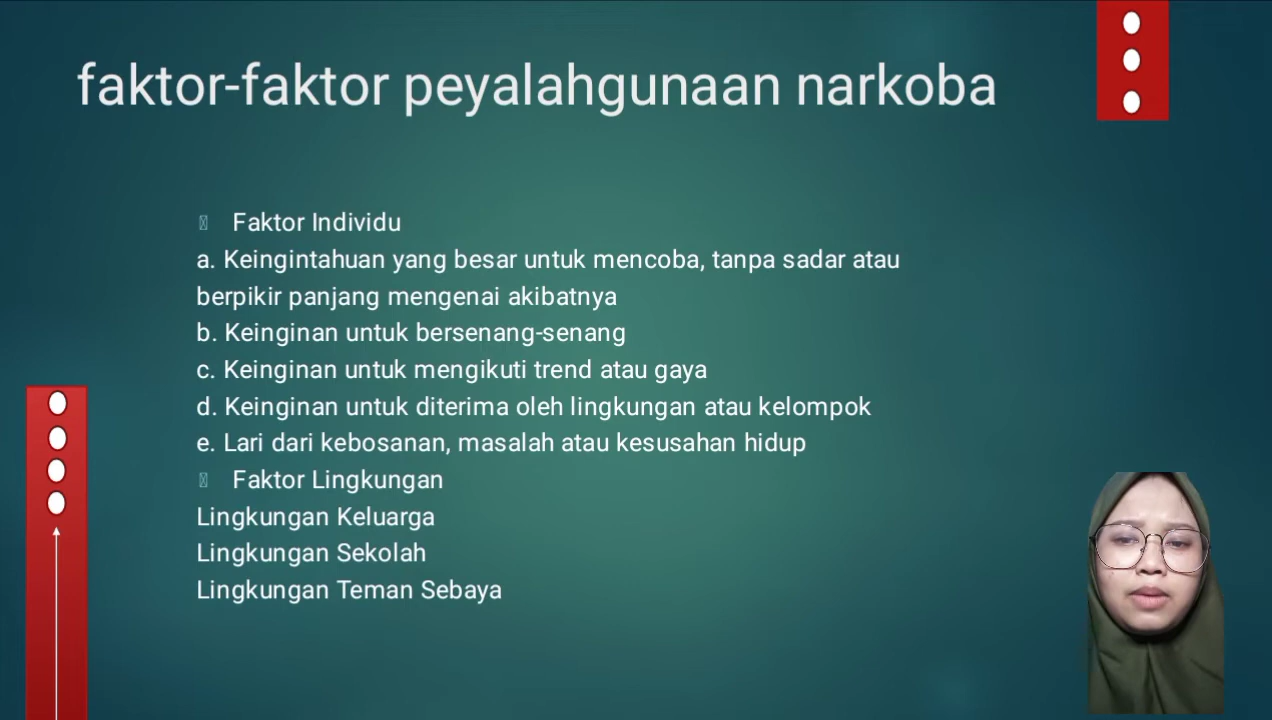 faktor-faktor peyalahgunaan narkoba
Faktor Individu
a. Keingintahuan yang besar untuk mencoba, tanpa sadar atau
berpikir panjang mengenai akibatnya
b. Keinginan untuk bersenang-senang
c. Keinginan untuk mengikuti trend atau gaya
d. Keinginan untuk diterima oleh lingkungan atau kelompok
e. Lari dari kebosanan, masalah atau kesusahan hidup
Faktor Lingkungan
Lingkungan Keluarga
Lingkungan Sekolah
Lingkungan Teman Sebaya